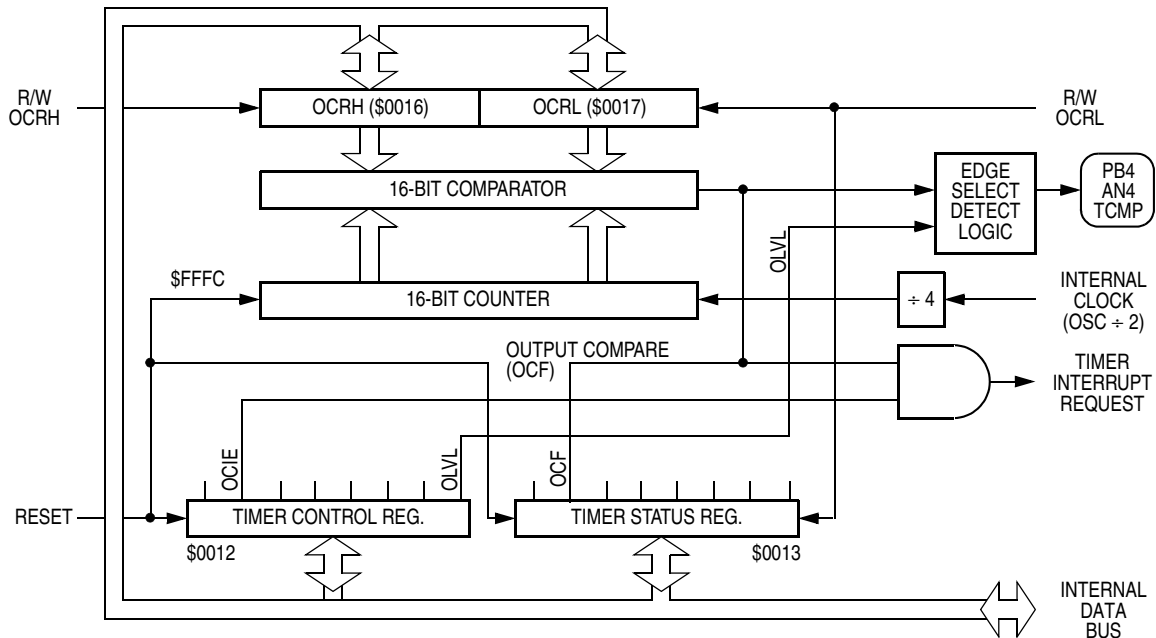 R/W
OCRH
OCRH ($0016)
OCRL ($0017)
R/W
OCRL
16-BIT COMPARATOR
EDGE
SELECT
DETECT
LOGIC
PB4
AN4
TCMP
OLVL
$FFFC
16-BIT COUNTER
÷ 4
INTERNAL
CLOCK
(OSC ÷ 2)
OUTPUT COMPARE
(OCF)
TIMER
INTERRUPT
REQUEST
OCIE
OLVL
OCF
RESET
TIMER CONTROL REG.
TIMER STATUS REG.
$0012
$0013
INTERNAL
DATA
BUS